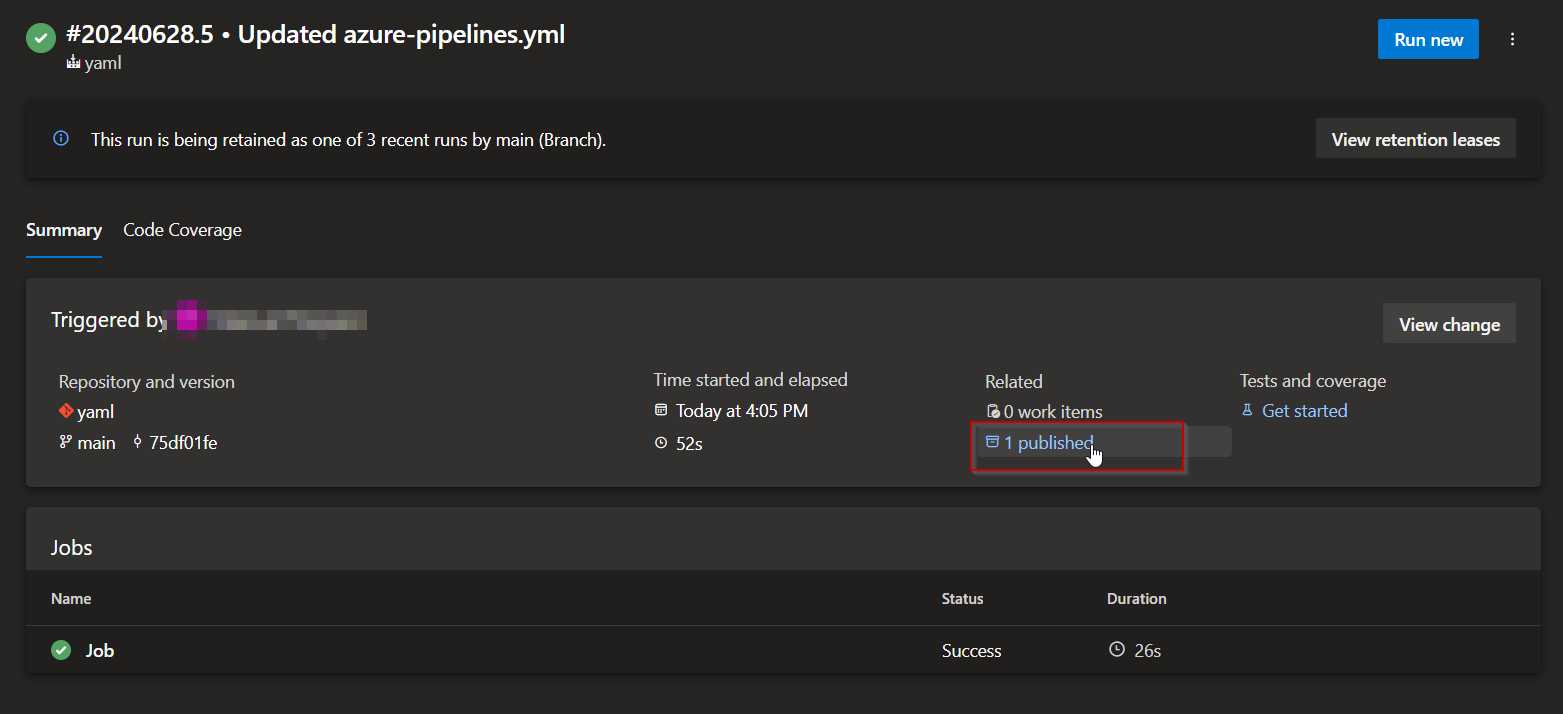 #20240628.5 • Updated azure-pipelines.yml
yaml
Run new
This run is being retained as one of 3 recent runs by main (Branch).
View retention leases
Summary
Code Coverage
Triggered by
View change
Repository and version
yaml
main
75df01fe
Time started and elapsed
Today at 4:05 PM
52s
Related
0 work items
1 published
Tests and coverage
Get started
Jobs
Name
Status
Duration
Job
Success
26s